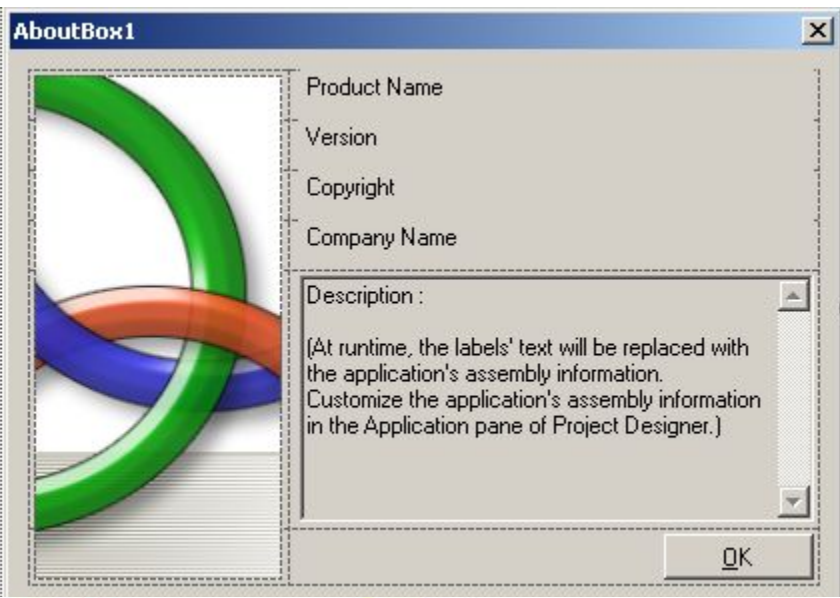 AboutBox1
Product Name
Version
Copyright
Company Name
Description :
(At runtime, the labels' text will be replaced with
the application's assembly information.
Customize the application's assembly information
in the Application pane of Project Designer.)
OK